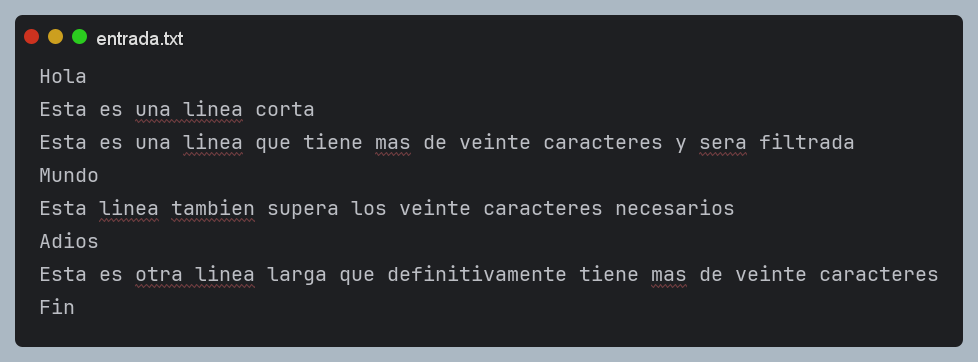 entrada.txt
Hola
Esta es una linea corta
Esta es una linea que tiene mas de veinte caracteres y sera filtrada
Mundo
Esta linea tambien supera los veinte caracteres necesarios
Adios
Esta es otra linea larga que definitivamente tiene mas de veinte caracteres
Fin